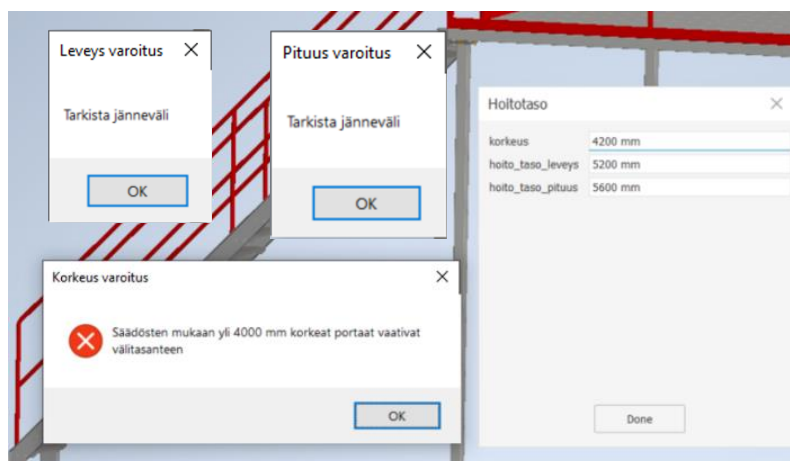 Leveys varoitus
Tarkista jänneväli
OK
Pituus varoitus
Tarkista jänneväli
OK
Hoitotaso
korkeus 4200 mm
hoito_taso_leveys 5200 mm
hoito_taso_pituus 5600 mm
Done
Korkeus varoitus
Säädösten mukaan yli 4000 mm korkeat portaat vaativat
välitasanteen
OK